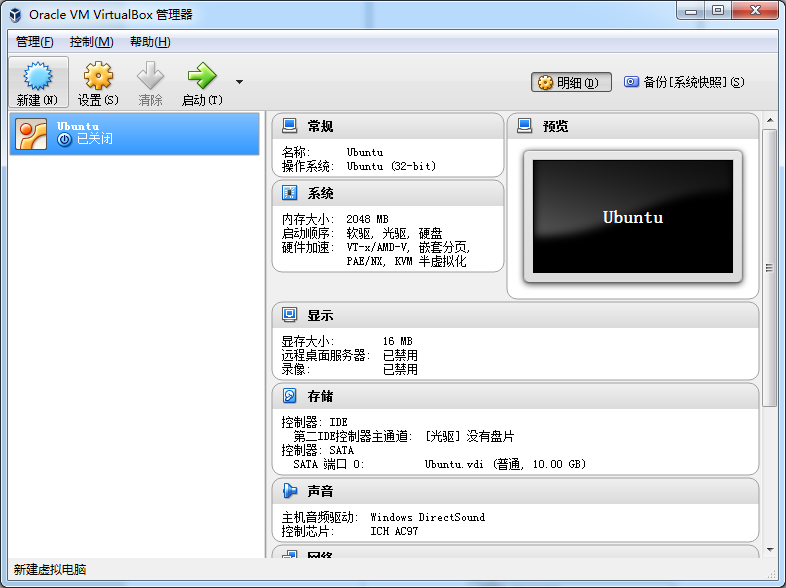 Oracle VM VirtualBox 管理器
管理(F) 控制(M) 帮助(H)
新建(N) 设置(S) 清除 启动(T) 明细(D) 备份[系统快照](S)
Ubuntu
已关闭
常规
名称: Ubuntu
操作系统: Ubuntu (32-bit)
系统
内存大小: 2048 MB
启动顺序: 软驱, 光驱, 硬盘
硬件加速: VT-x/AMD-V, 嵌套分页,
PAE/NX, KVM 半虚拟化
预览
Ubuntu
显示
显存大小: 16 MB
远程桌面服务器: 已禁用
录像: 已禁用
存储
控制器: IDE
第二IDE控制器主通道: [光驱] 没有盘片
控制器: SATA
SATA 端口 0: Ubuntu.vdi (普通, 10.00 GB)
声音
主机音频驱动: Windows DirectSound
控制芯片: ICH AC97
网络
新建虚拟电脑